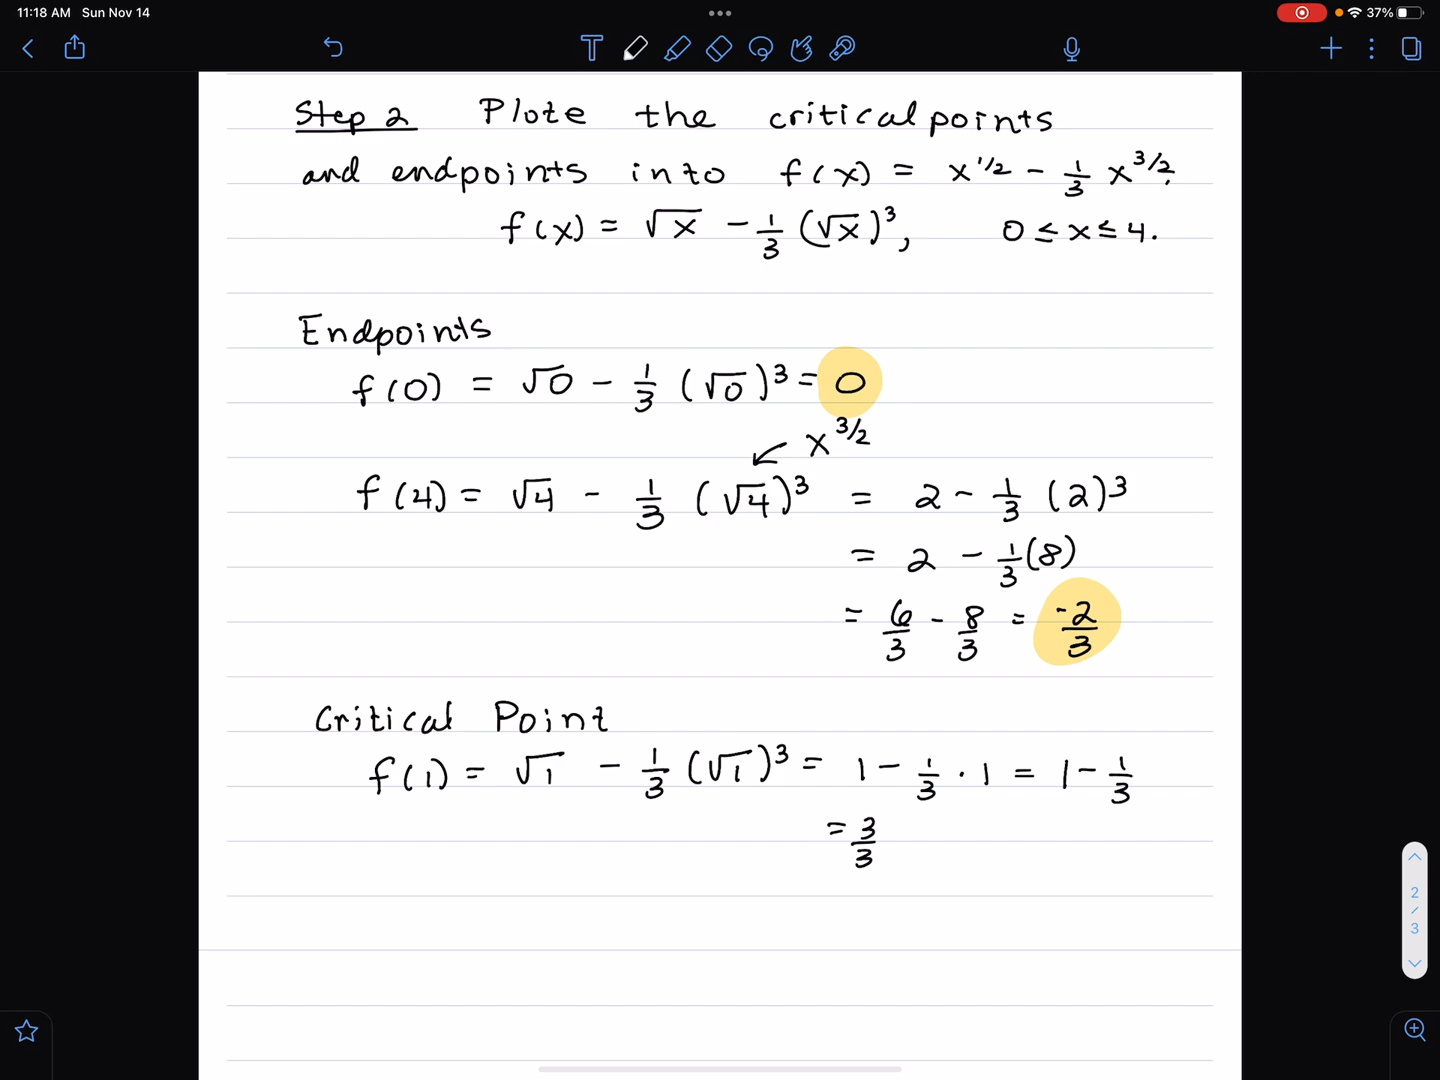 11:18 AM Sun Nov 14
37%
T
Step 2 Plote the critical points
and endpoints into f(x) = x^1/2 - 1/3 x^3/2.
f(x) = √x - 1/3 (√x)^3, 0 ≤ x ≤ 4.
Endpoints
f(0) = √0 - 1/3 (√0)^3 = 0
x^3/2
f(4) = √4 - 1/3 (√4)^3 = 2 - 1/3 (2)^3
= 2 - 1/3(8)
= 6/3 - 8/3 = -2/3
Critical Point
f(1) = √1 - 1/3 (√1)^3 = 1 - 1/3 · 1 = 1 - 1/3
= 3/3
2
/
3